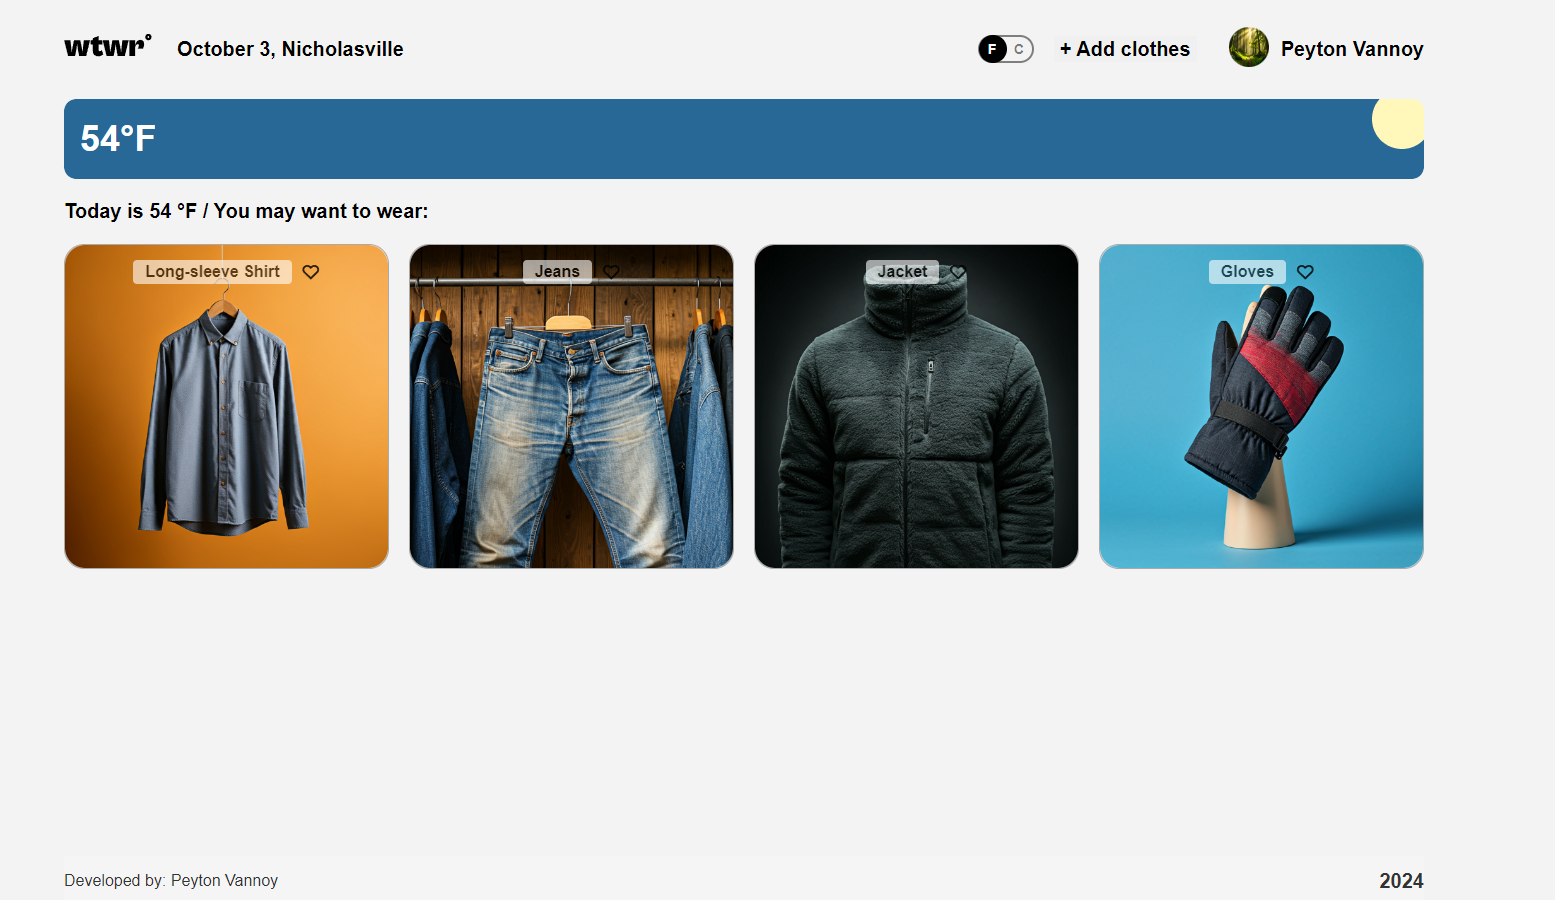 wtwr°
October 3, Nicholasville
F C
+ Add clothes
Peyton Vannoy
54°F
Today is 54 °F / You may want to wear:
Long-sleeve Shirt
Jeans
Jacket
Gloves
Developed by: Peyton Vannoy
2024